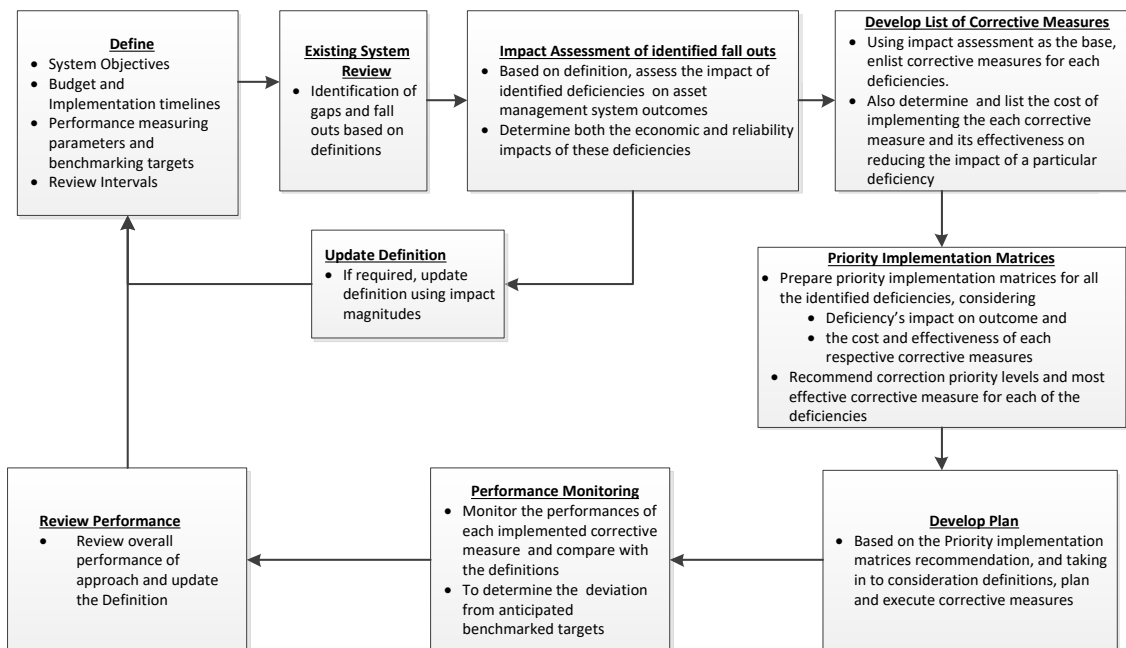 Define
• System Objectives
• Budget and
Implementation timelines
• Performance measuring
parameters and
benchmarking targets
• Review Intervals
Existing System
Review
• Identification of
gaps and fall
outs based on
definitions
Impact Assessment of identified fall outs
• Based on definition, assess the impact of
identified deficiencies on asset
management system outcomes
• Determine both the economic and reliability
impacts of these deficiencies
Develop List of Corrective Measures
• Using impact assessment as the base,
enlist corrective measures for each
deficiencies.
• Also determine and list the cost of
implementing the each corrective
measure and its effectiveness on
reducing the impact of a particular
deficiency
Update Definition
• If required, update
definition using impact
magnitudes
Priority Implementation Matrices
• Prepare priority implementation matrices for all
the identified deficiencies, considering
• Deficiency’s impact on outcome and
• the cost and effectiveness of each
respective corrective measures
• Recommend correction priority levels and most
effective corrective measure for each of the
deficiencies
Develop Plan
• Based on the Priority implementation
matrices recommendation, and taking
in to consideration definitions, plan
and execute corrective measures
Performance Monitoring
• Monitor the performances of
each implemented corrective
measure and compare with
the definitions
• To determine the deviation
from anticipated
benchmarked targets
Review Performance
• Review overall
performance of
approach and update
the Definition